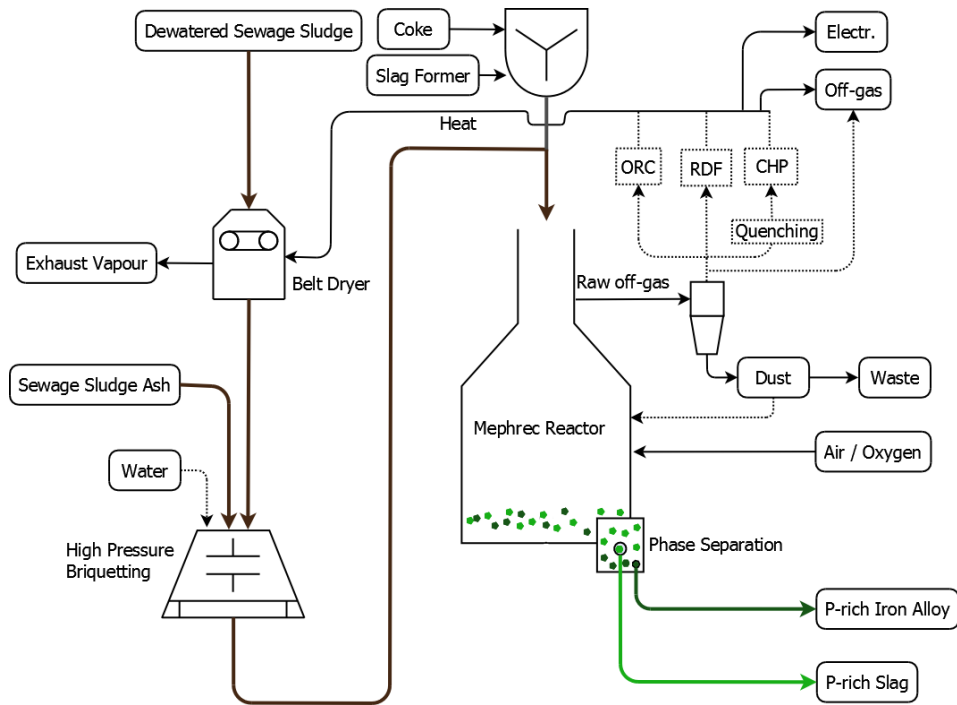 Dewatered Sewage Sludge
Coke
Slag Former
Electr.
Off-gas
Heat
ORC
RDF
CHP
Quenching
Exhaust Vapour
Belt Dryer
Raw off-gas
Sewage Sludge Ash
Dust
Waste
Mephrec Reactor
Air / Oxygen
Water
High Pressure
Briquetting
Phase Separation
P-rich Iron Alloy
P-rich Slag